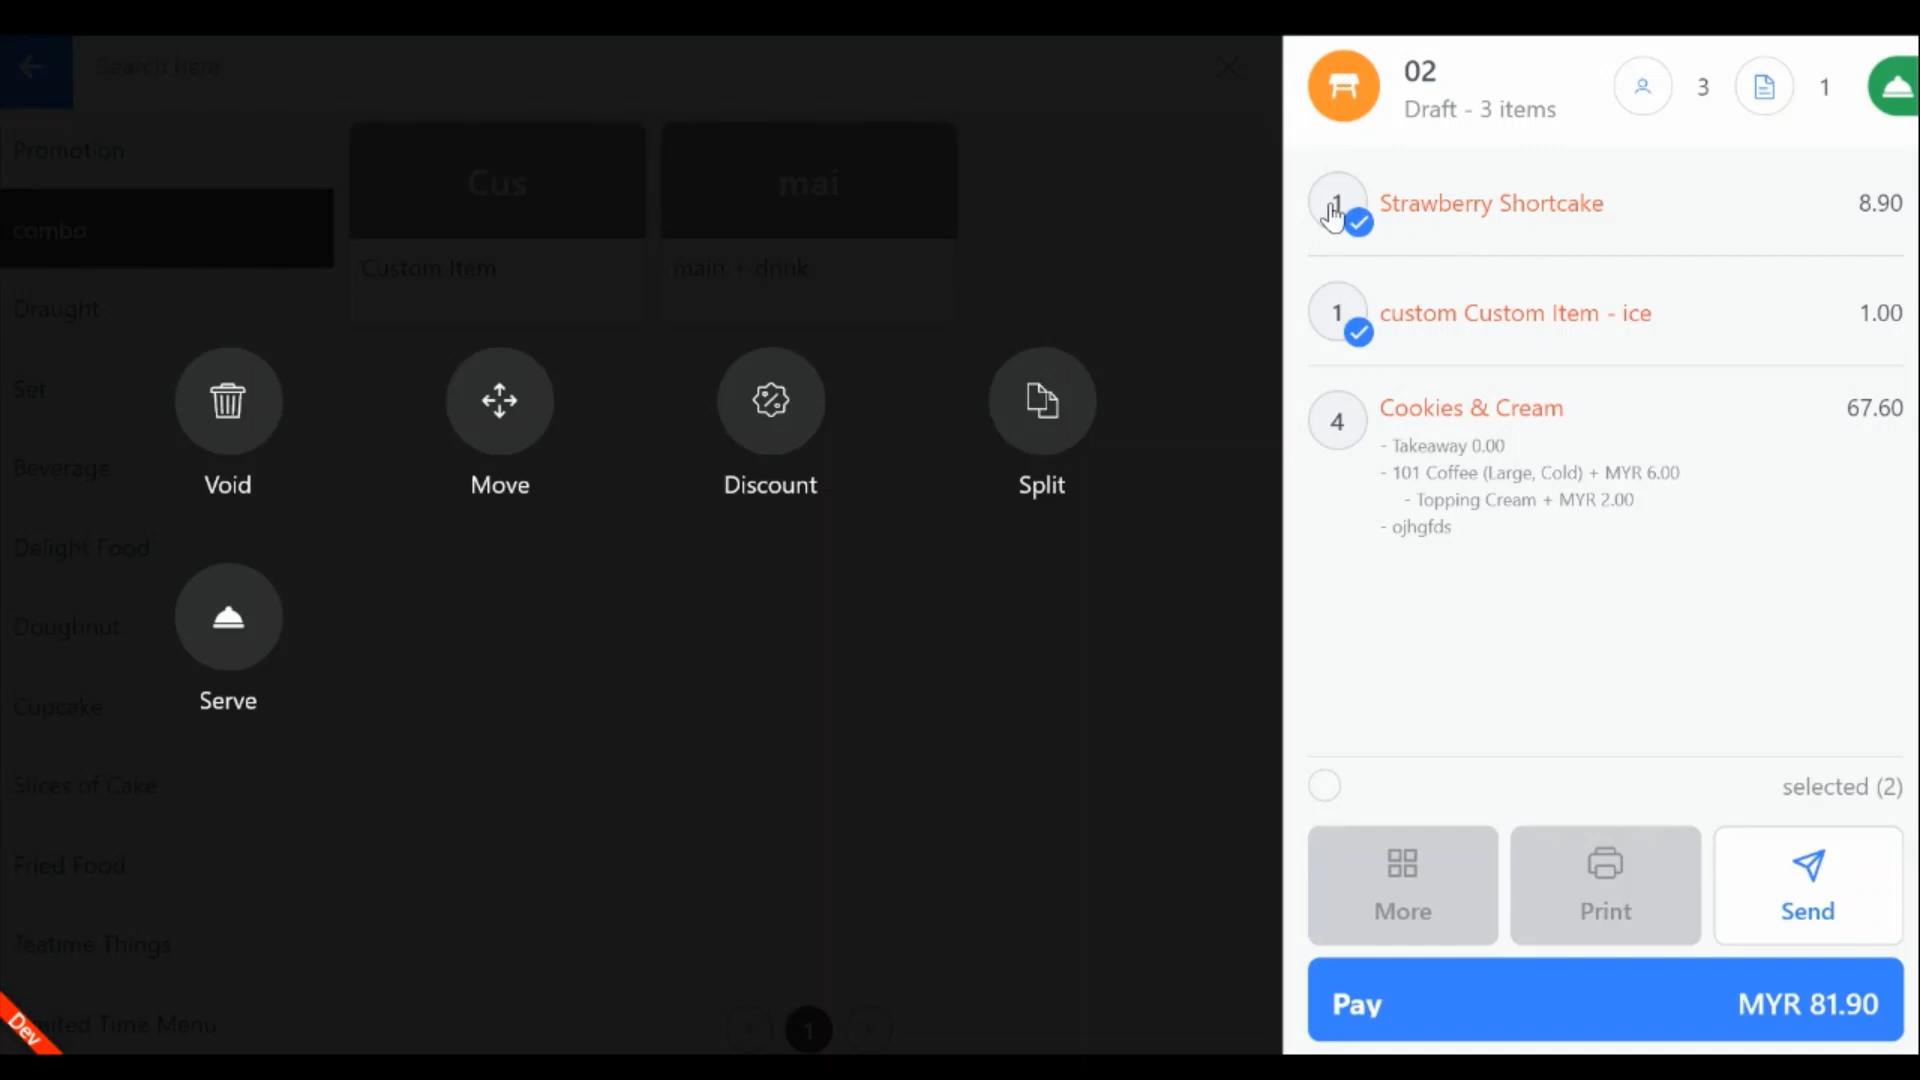 Search here
Promotion
combo
Draught
Set
Beverage
Delight Food
Doughnut
Cupcake
Slices of Cake
Fried Food
Teatime Things
Time Menu
Dev
Cus
Custom Item
mai
main + drink
Void
Move
Discount
Split
Serve
1
02
Draft - 3 items
3
1
1
Strawberry Shortcake
8.90
1
custom Custom Item - ice
1.00
4
Cookies & Cream
67.60
- Takeaway 0.00
- 101 Coffee (Large, Cold) + MYR 6.00
- Topping Cream + MYR 2.00
- ojhgfds
selected (2)
More
Print
Send
Pay
MYR 81.90